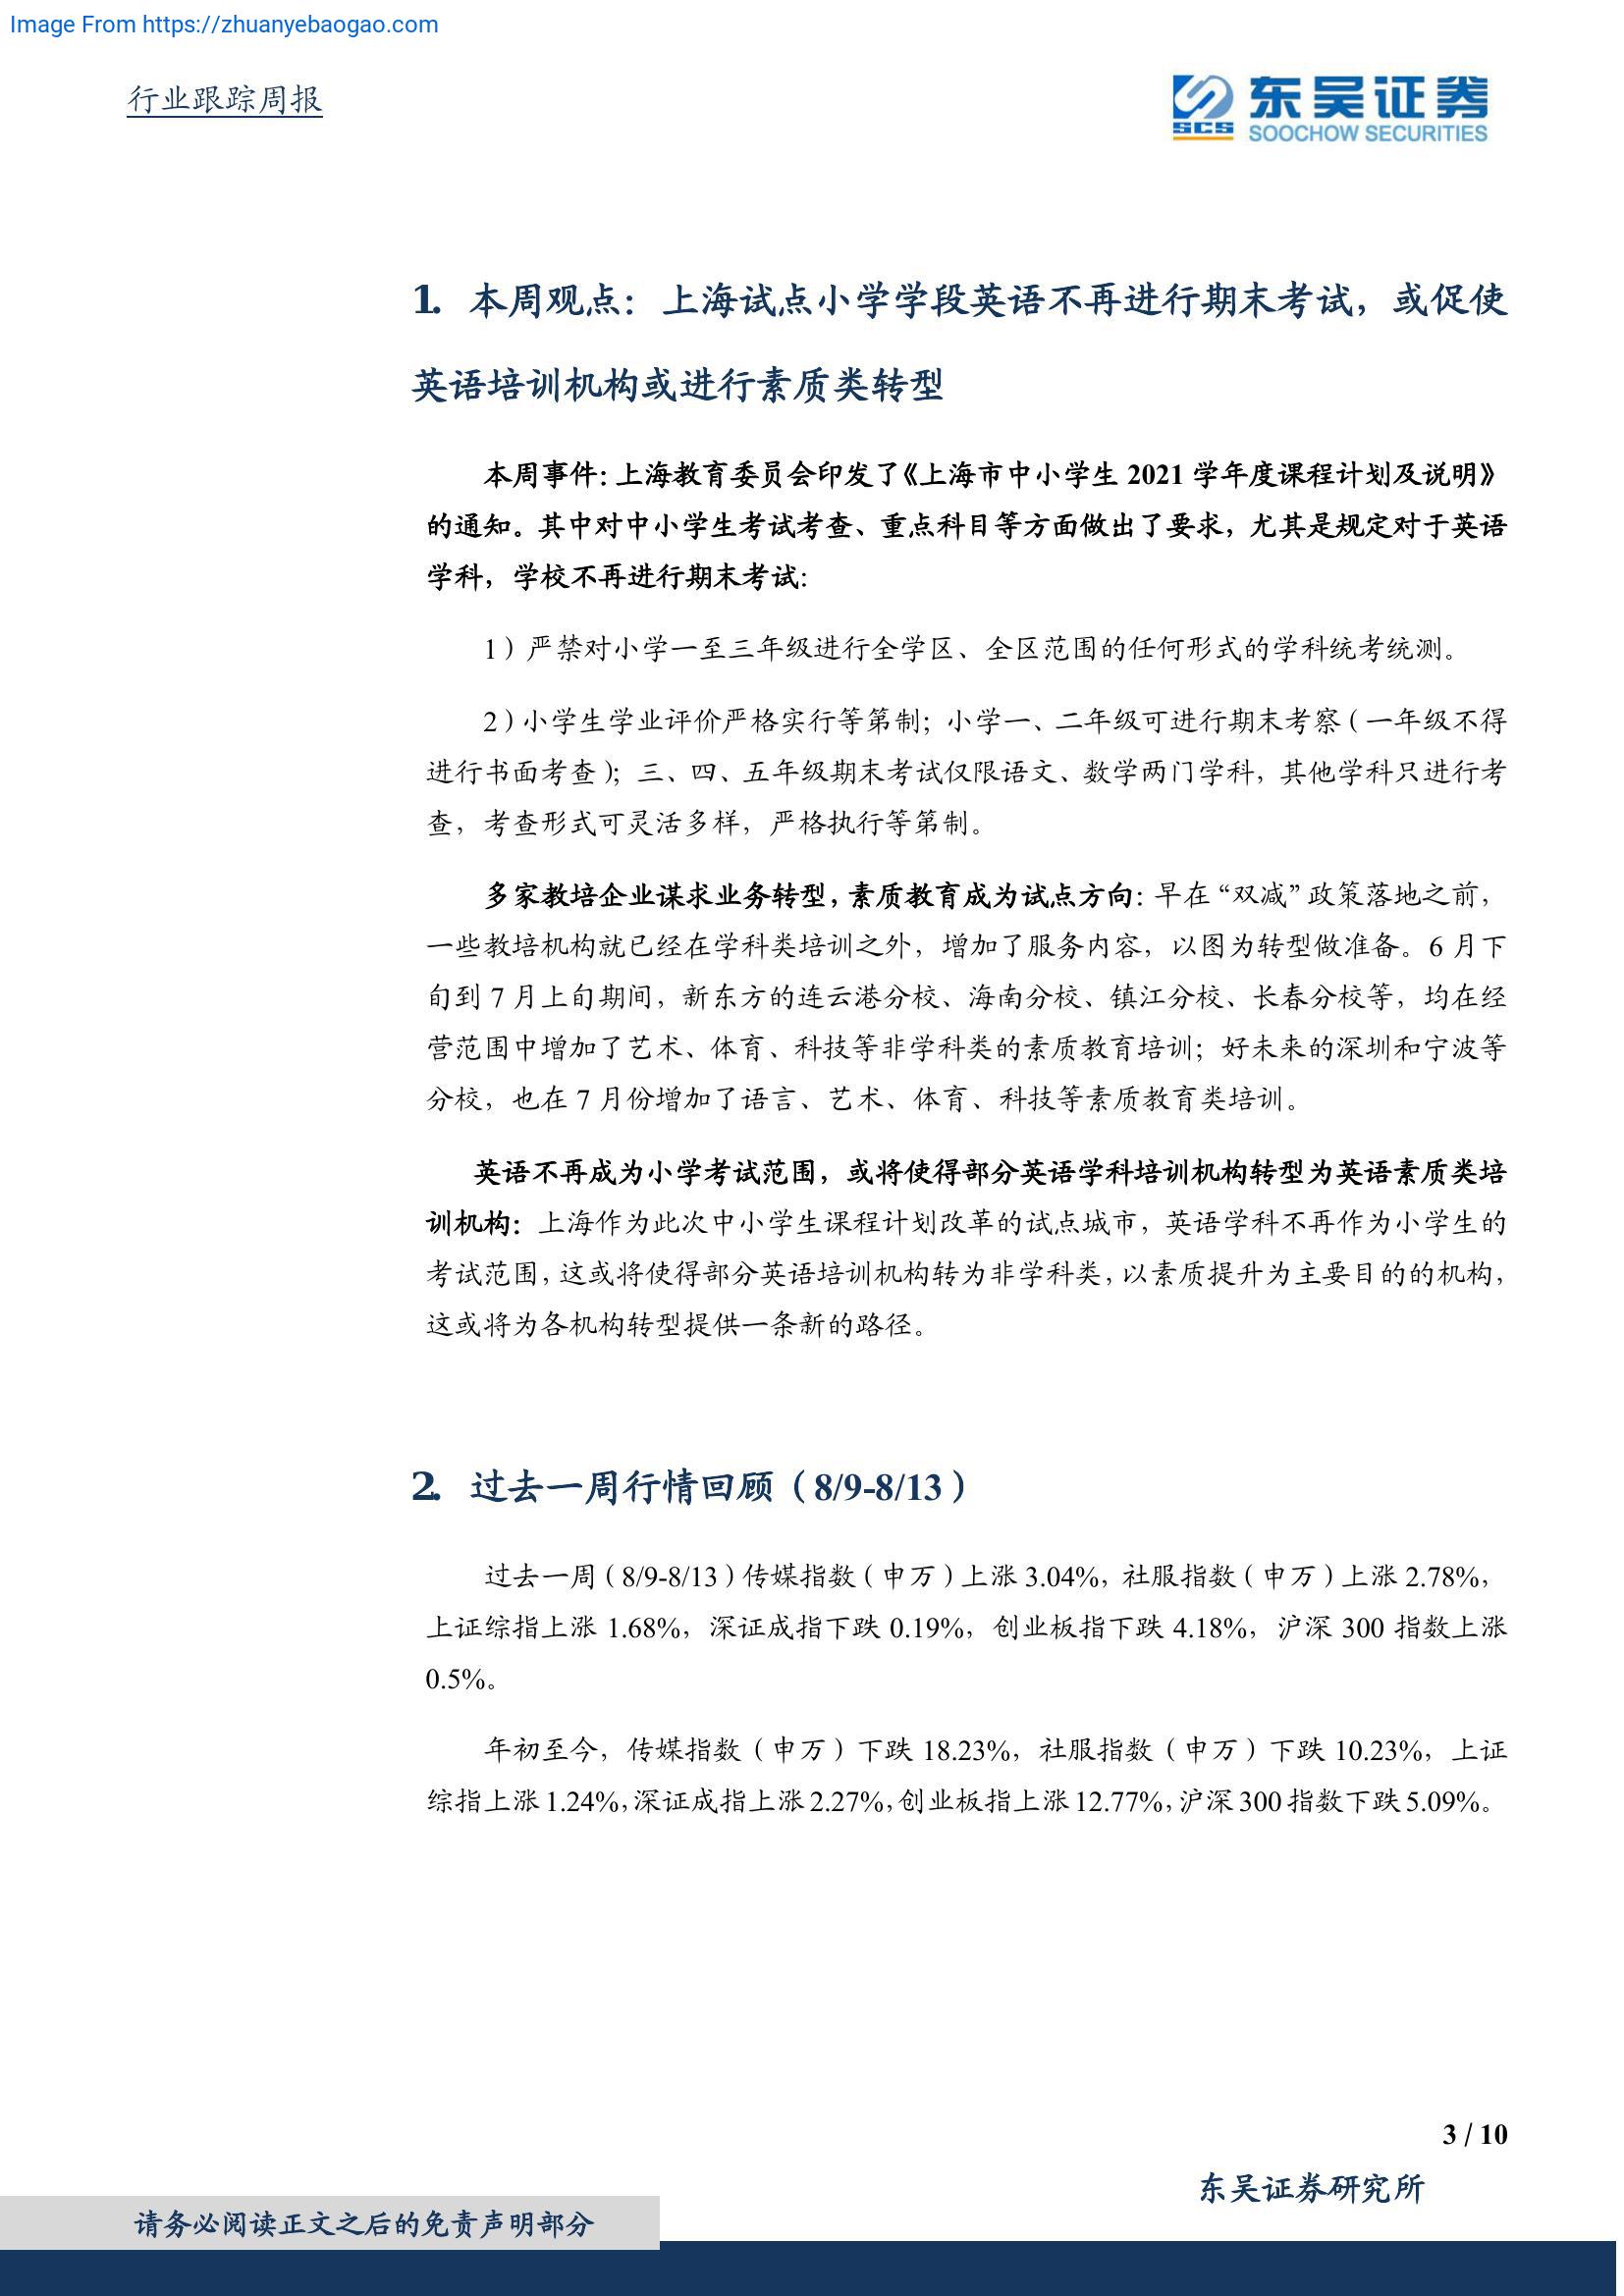 Image From https://zhuanyebaogao.com
行业跟踪周报
东吴证券
SCS
SOOCHOW SECURITIES
1. 本周观点：上海试点小学学段英语不再进行期末考试，或促使
英语培训机构或进行素质类转型
本周事件：上海教育委员会印发了《上海市中小学生 2021 学年度课程计划及说明》
的通知。其中对中小学生考试考查、重点科目等方面做出了要求，尤其是规定对于英语
学科，学校不再进行期末考试：
1）严禁对小学一至三年级进行全学区、全区范围的任何形式的学科统考统测。
2）小学生学业评价严格实行等第制；小学一、二年级可进行期末考察（一年级不得
进行书面考查）；三、四、五年级期末考试仅限语文、数学两门学科，其他学科只进行考
查，考查形式可灵活多样，严格执行等第制。
多家教培企业谋求业务转型，素质教育成为试点方向：早在“双减”政策落地之前，
一些教培机构就已经在学科类培训之外，增加了服务内容，以图为转型做准备。6 月下
旬到 7 月上旬期间，新东方的连云港分校、海南分校、镇江分校、长春分校等，均在经
营范围中增加了艺术、体育、科技等非学科类的素质教育培训；好未来的深圳和宁波等
分校，也在 7 月份增加了语言、艺术、体育、科技等素质教育类培训。
英语不再成为小学考试范围，或将使得部分英语学科培训机构转型为英语素质类培
训机构：上海作为此次中小学生课程计划改革的试点城市，英语学科不再作为小学生的
考试范围，这或将使得部分英语培训机构转为非学科类，以素质提升为主要目的的机构，
这或将为各机构转型提供一条新的路径。
2. 过去一周行情回顾（8/9-8/13）
过去一周（8/9-8/13）传媒指数（申万）上涨 3.04%，社服指数（申万）上涨 2.78%，
上证综指上涨 1.68%，深证成指下跌 0.19%，创业板指下跌 4.18%，沪深 300 指数上涨
0.5%。
年初至今，传媒指数（申万）下跌 18.23%，社服指数（申万）下跌 10.23%，上证
综指上涨 1.24%，深证成指上涨 2.27%，创业板指上涨 12.77%，沪深 300 指数下跌 5.09%。
3 / 10
东吴证券研究所
请务必阅读正文之后的免责声明部分